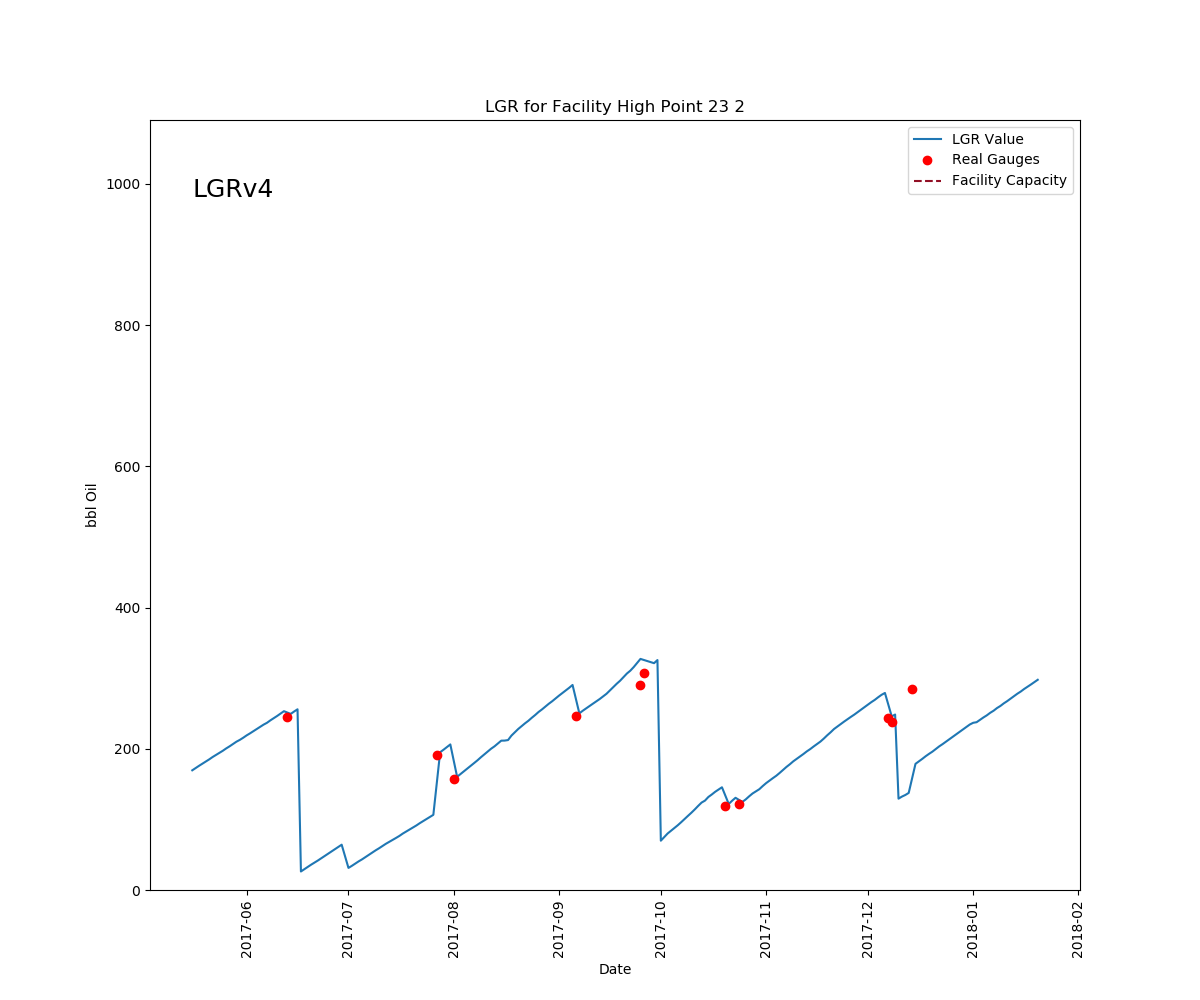 LGR for Facility High Point 23 2
LGRv4
LGR Value
Real Gauges
Facility Capacity
1000
800
600
400
200
0
bbl Oil
2017-06
2017-07
2017-08
2017-09
2017-10
2017-11
2017-12
2018-01
2018-02
Date